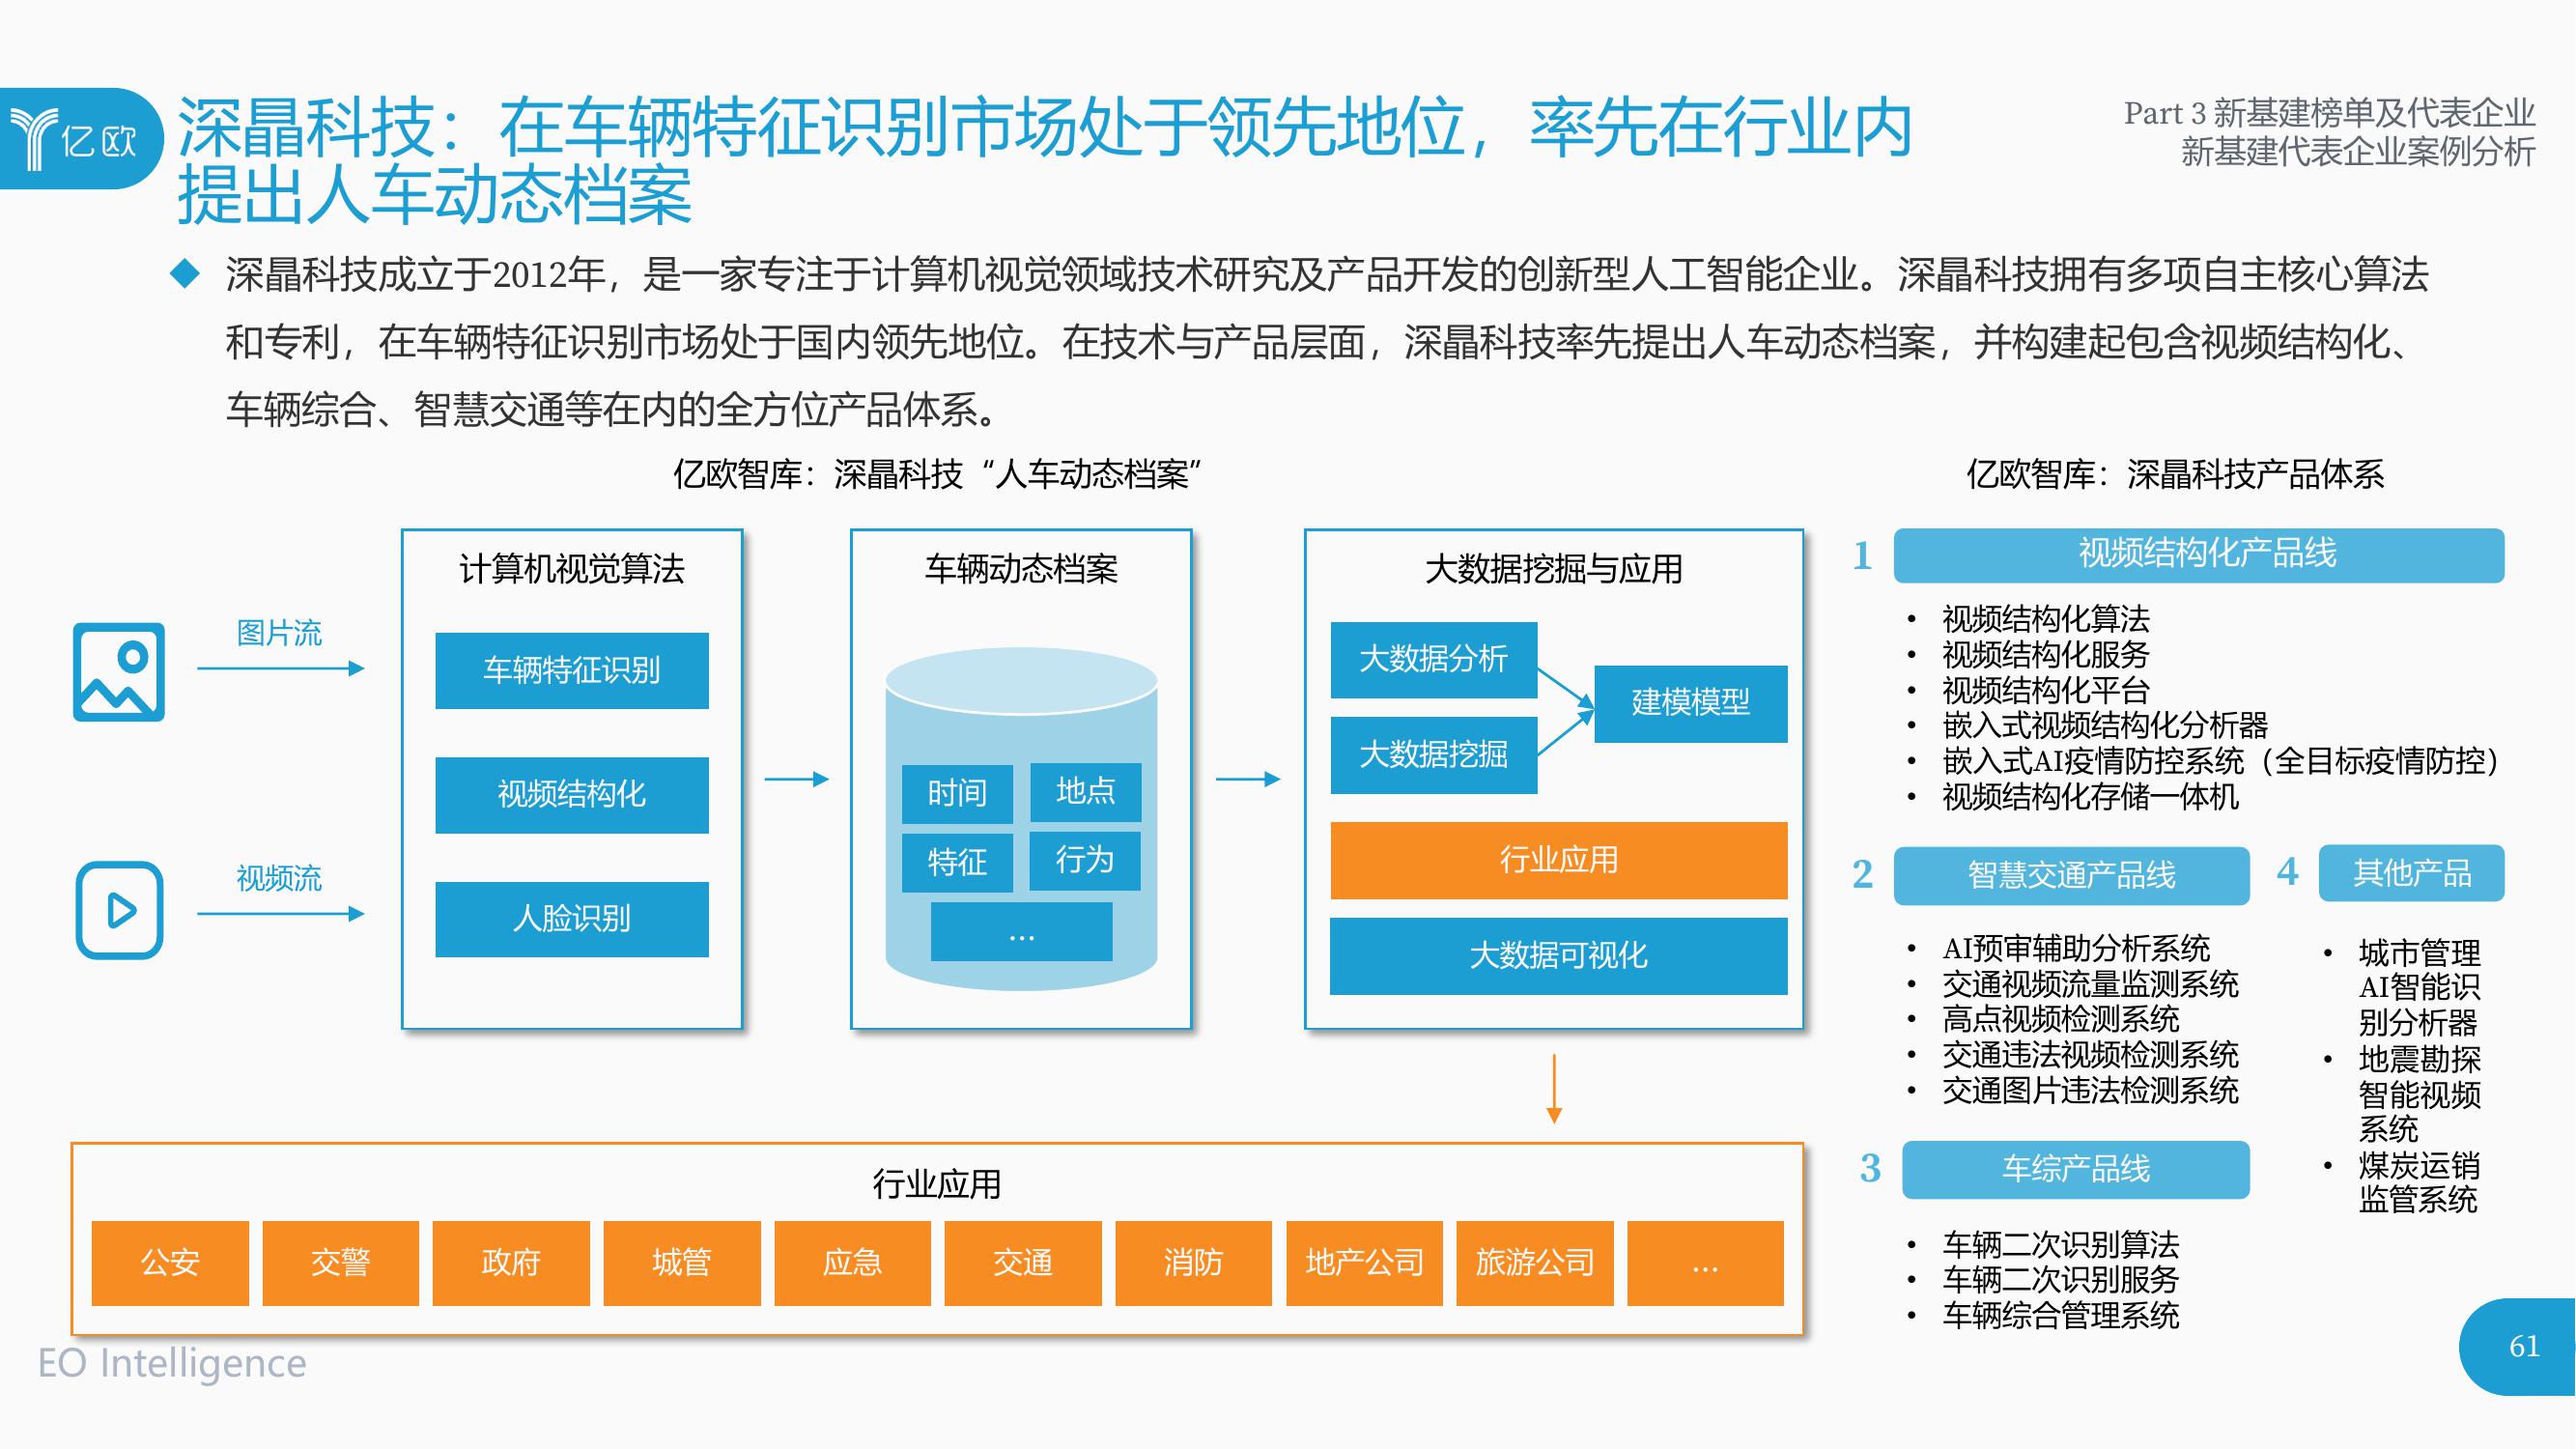 亿欧
深晶科技：在车辆特征识别市场处于领先地位，率先在行业内
提出人车动态档案
Part 3 新基建榜单及代表企业
新基建代表企业案例分析
深晶科技成立于2012年，是一家专注于计算机视觉领域技术研究及产品开发的创新型人工智能企业。深晶科技拥有多项自主核心算法
和专利，在车辆特征识别市场处于国内领先地位。在技术与产品层面，深晶科技率先提出人车动态档案，并构建起包含视频结构化、
车辆综合、智慧交通等在内的全方位产品体系。
亿欧智库：深晶科技“人车动态档案”
图片流
视频流
计算机视觉算法
车辆特征识别
视频结构化
人脸识别
车辆动态档案
时间
地点
特征
行为
...
大数据挖掘与应用
大数据分析
大数据挖掘
建模模型
行业应用
大数据可视化
行业应用
公安
交警
政府
城管
应急
交通
消防
地产公司
旅游公司
...
亿欧智库：深晶科技产品体系
1
视频结构化产品线
• 视频结构化算法
• 视频结构化服务
• 视频结构化平台
• 嵌入式视频结构化分析器
• 嵌入式AI疫情防控系统（全目标疫情防控）
• 视频结构化存储一体机
2
智慧交通产品线
• AI预审辅助分析系统
• 交通视频流量监测系统
• 高点视频检测系统
• 交通违法视频检测系统
• 交通图片违法检测系统
3
车综产品线
• 车辆二次识别算法
• 车辆二次识别服务
• 车辆综合管理系统
4
其他产品
• 城市管理
AI智能识
别分析器
• 地震勘探
智能视频
系统
• 煤炭运销
监管系统
EO Intelligence
61